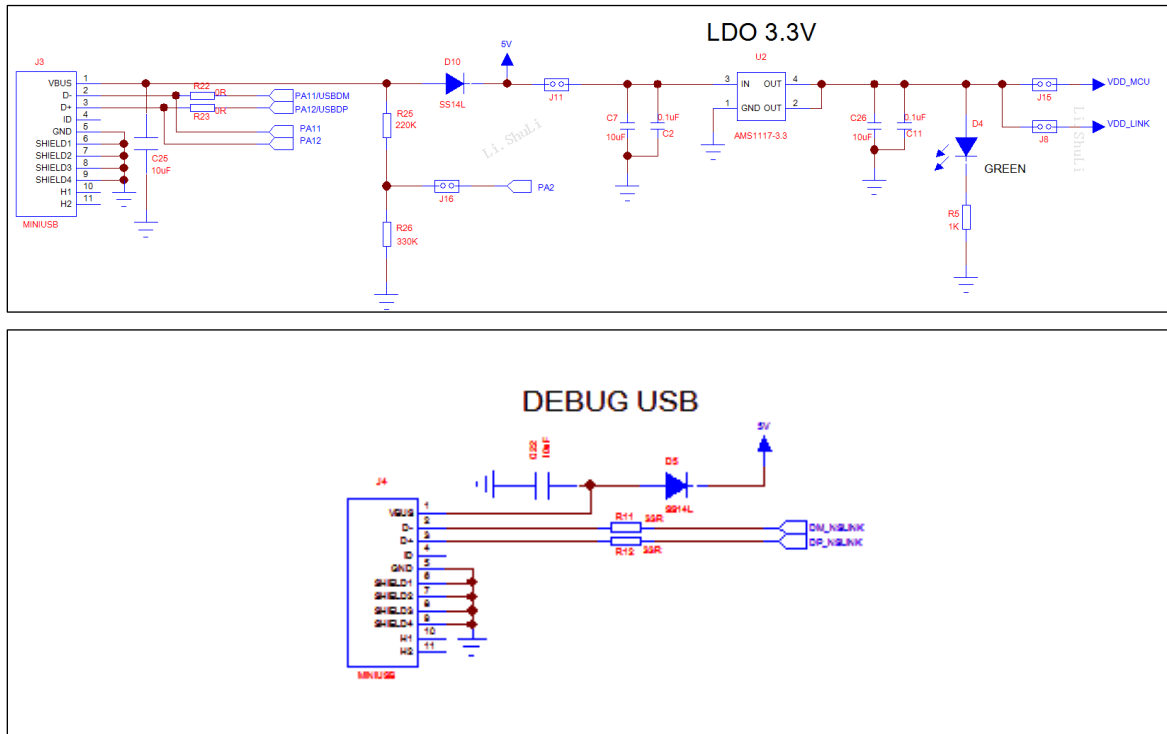 LDO 3.3V
J3
VBUS 1
D- 2
D+ 3
ID 4
GND 5
SHIELD1 6
SHIELD2 7
SHIELD3 8
SHIELD4 9
H1 10
H2 11
MINIUSB
R22 0R
R23 0R
PA11/USBDM
PA12/USBDP
PA11
PA12
C25
10uF
R25
220K
R26
330K
J16
PA2
D10
SS14L
5V
J11
Li. ShuLi
C7
10uF
0.1uF
C2
U2
3 IN OUT 4
1 GND OUT 2
AMS1117-3.3
C26
10uF
0.1uF
C11
D4
GREEN
R5
1K
J15
VDD_MCU
J8
VDD_LINK
Li. ShuLi
DEBUG USB
J4
VBUS 1
D- 2
D+ 3
ID 4
GND 5
SHIELD1 6
SHIELD2 7
SHIELD3 8
SHIELD4 9
H1 10
H2 11
MINIUSB
C22
10uF
D5
SS14L
5V
R11
R12
DM_NSLINK
DP_NSLINK